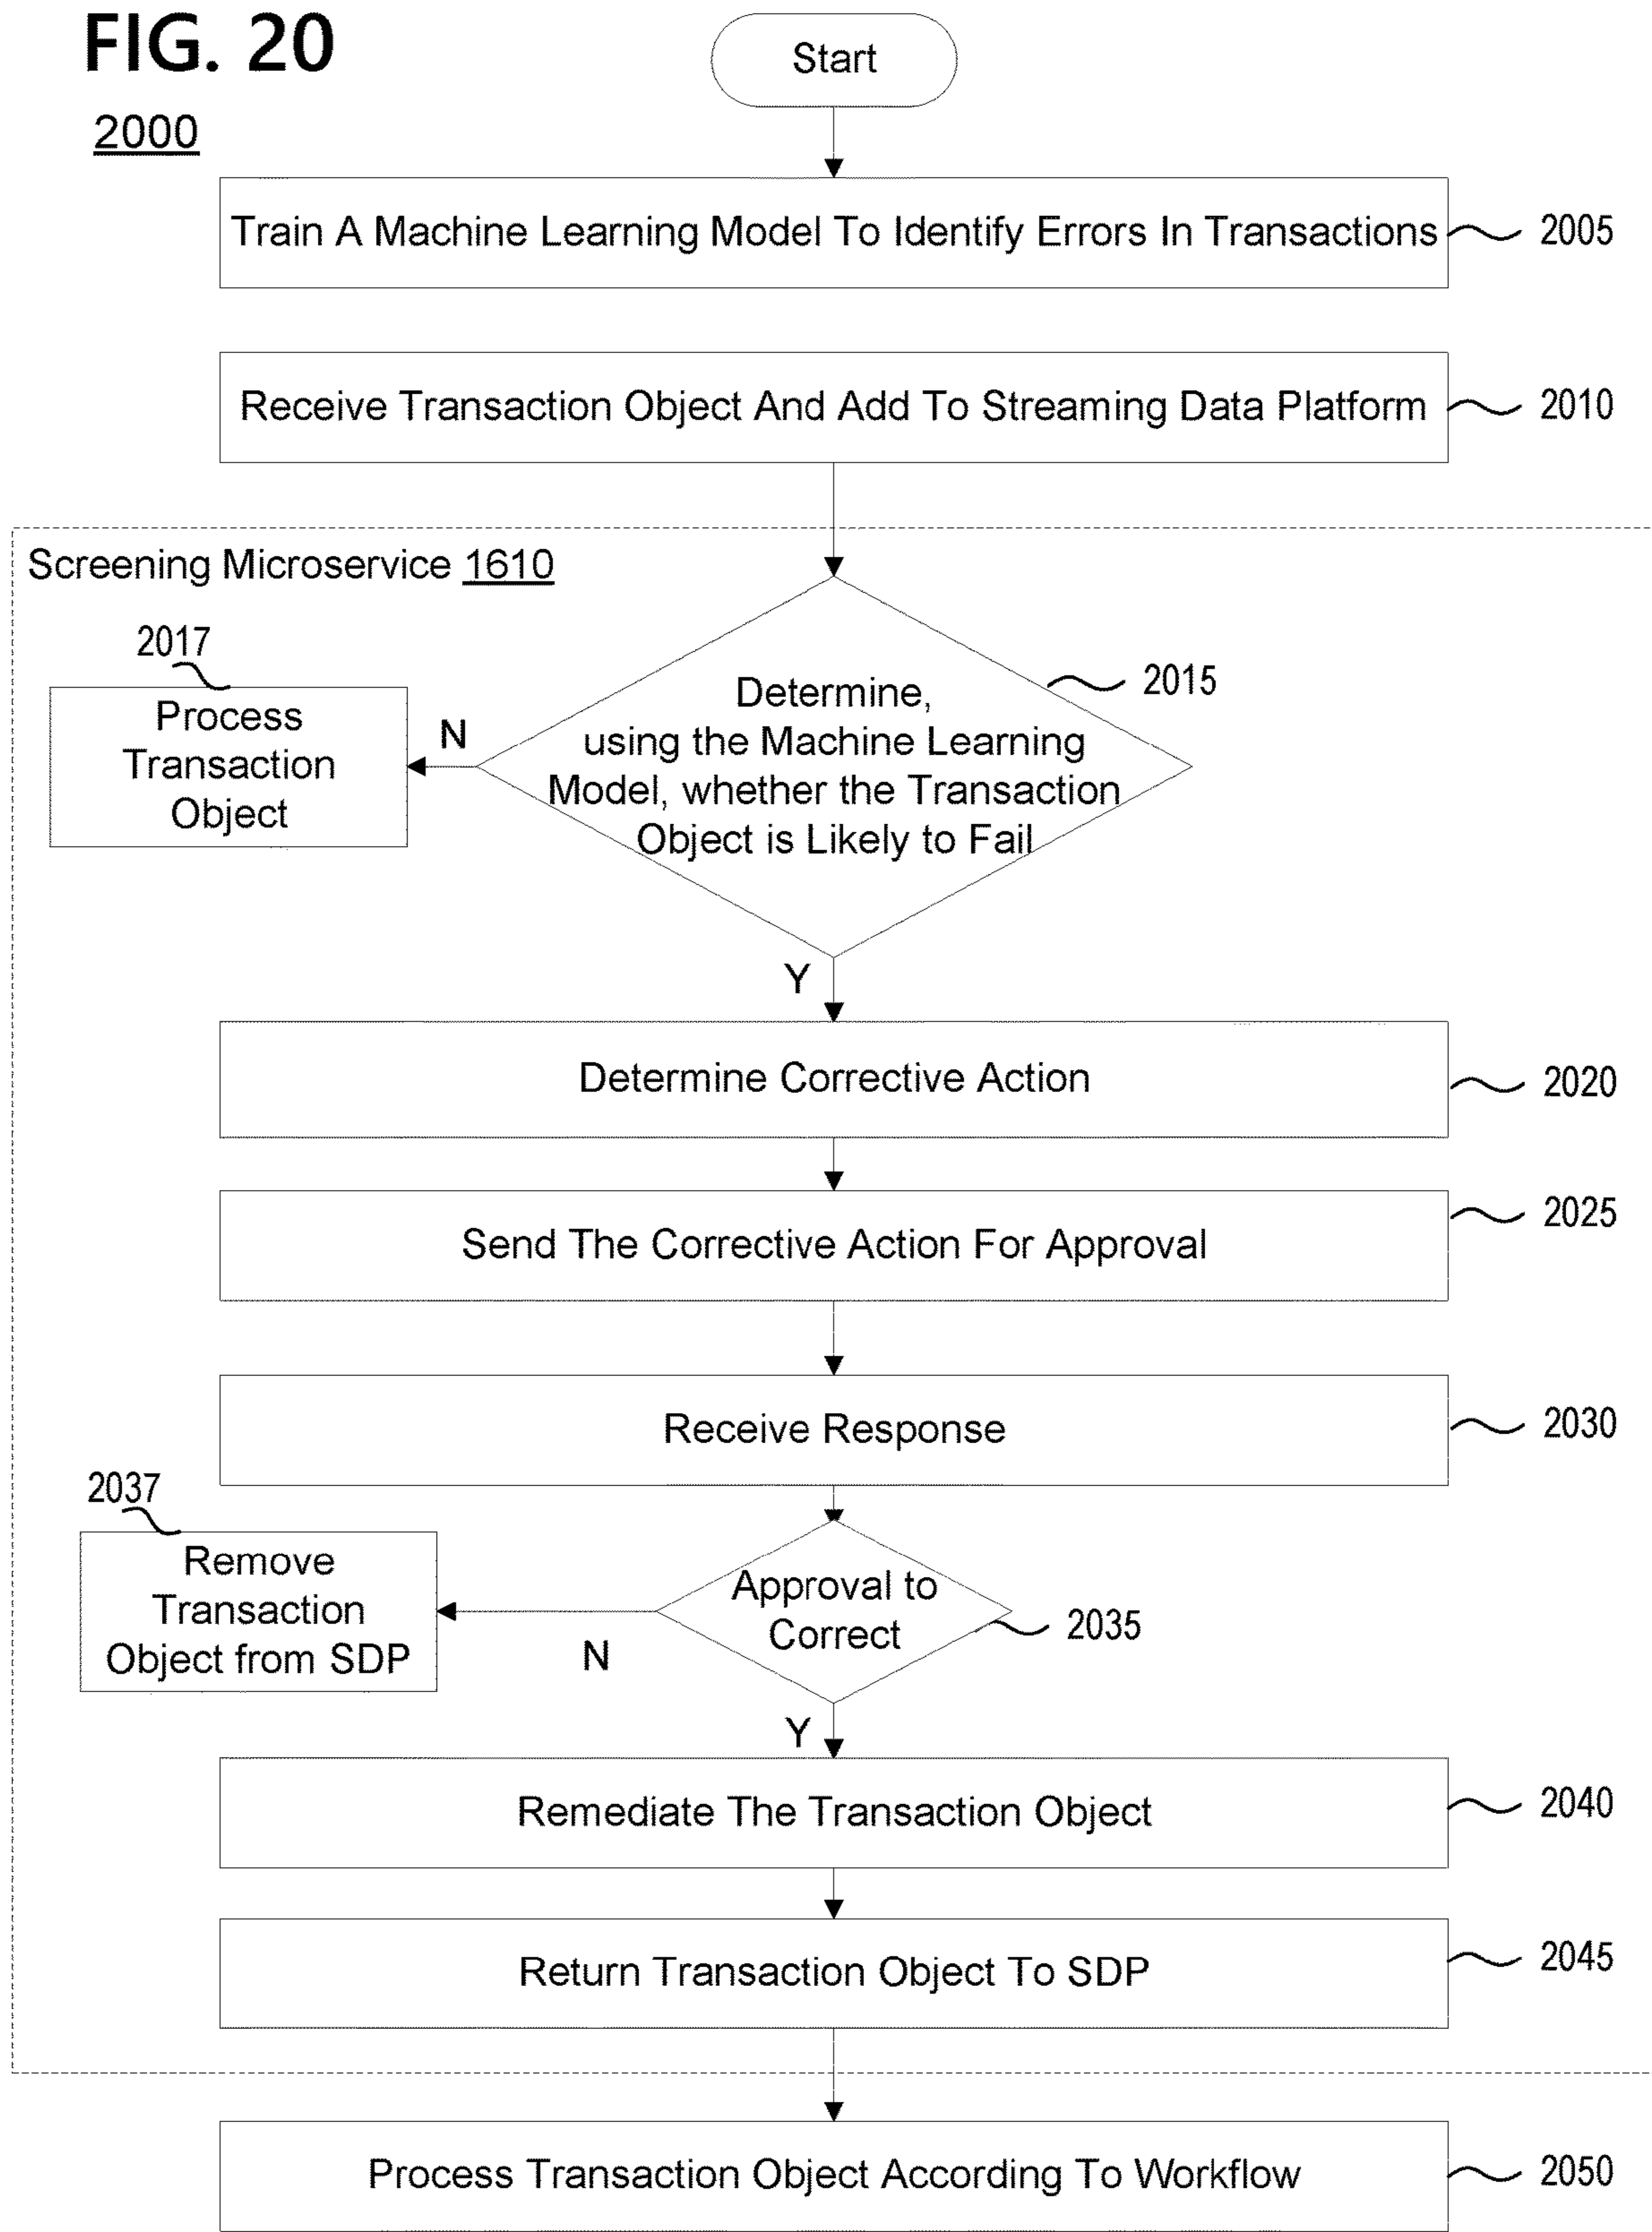 FIG. 20
2000
Start
Train A Machine Learning Model To Identify Errors In Transactions
2005
Receive Transaction Object And Add To Streaming Data Platform
2010
Screening Microservice 1610
2017
Process
Transaction
Object
N
Determine,
using the Machine Learning
Model, whether the Transaction
Object is Likely to Fail
2015
Y
Determine Corrective Action
2020
Send The Corrective Action For Approval
2025
Receive Response
2030
2037
Remove
Transaction
Object from SDP
N
Approval to
Correct
2035
Y
Remediate The Transaction Object
2040
Return Transaction Object To SDP
2045
Process Transaction Object According To Workflow
2050